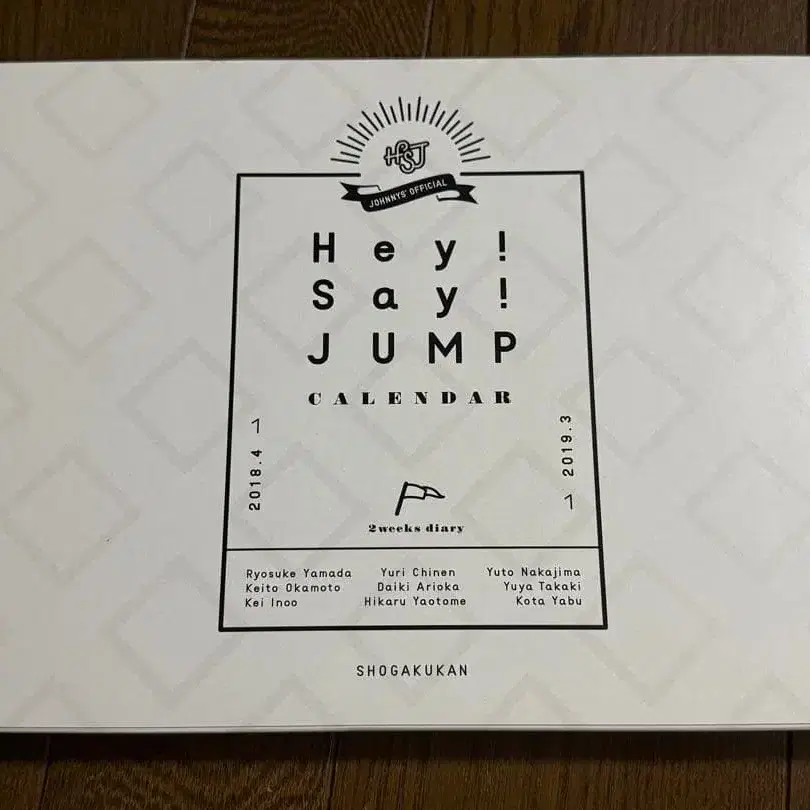 HSJ
JOHNNYS' OFFICIAL
Hey!
Say!
JUMP
CALENDAR
2018.4
2019.3
2weeks diary
Ryosuke Yamada Yuri Chinen Yuto Nakajima
Keito Okamoto Daiki Arioka Yuya Takaki
Kei Inoo Hikaru Yaotome Kota Yabu
SHOGAKUKAN